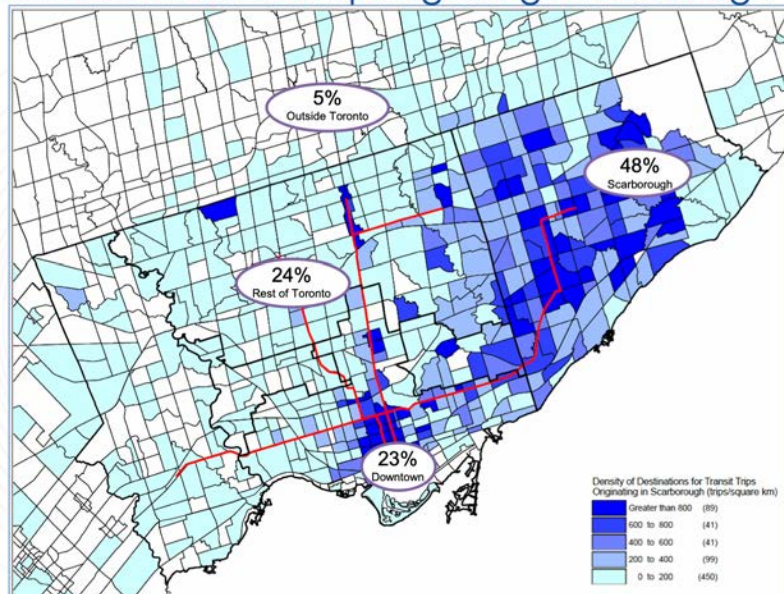 5%
Outside Toronto
48%
Scarborough
24%
Rest of Toronto
23%
Downtown
Density of Destinations for Transit Trips
Originating in Scarborough (trips/square km)
Greater than 800 (89)
600 to 800 (41)
400 to 600 (41)
200 to 400 (99)
0 to 200 (450)